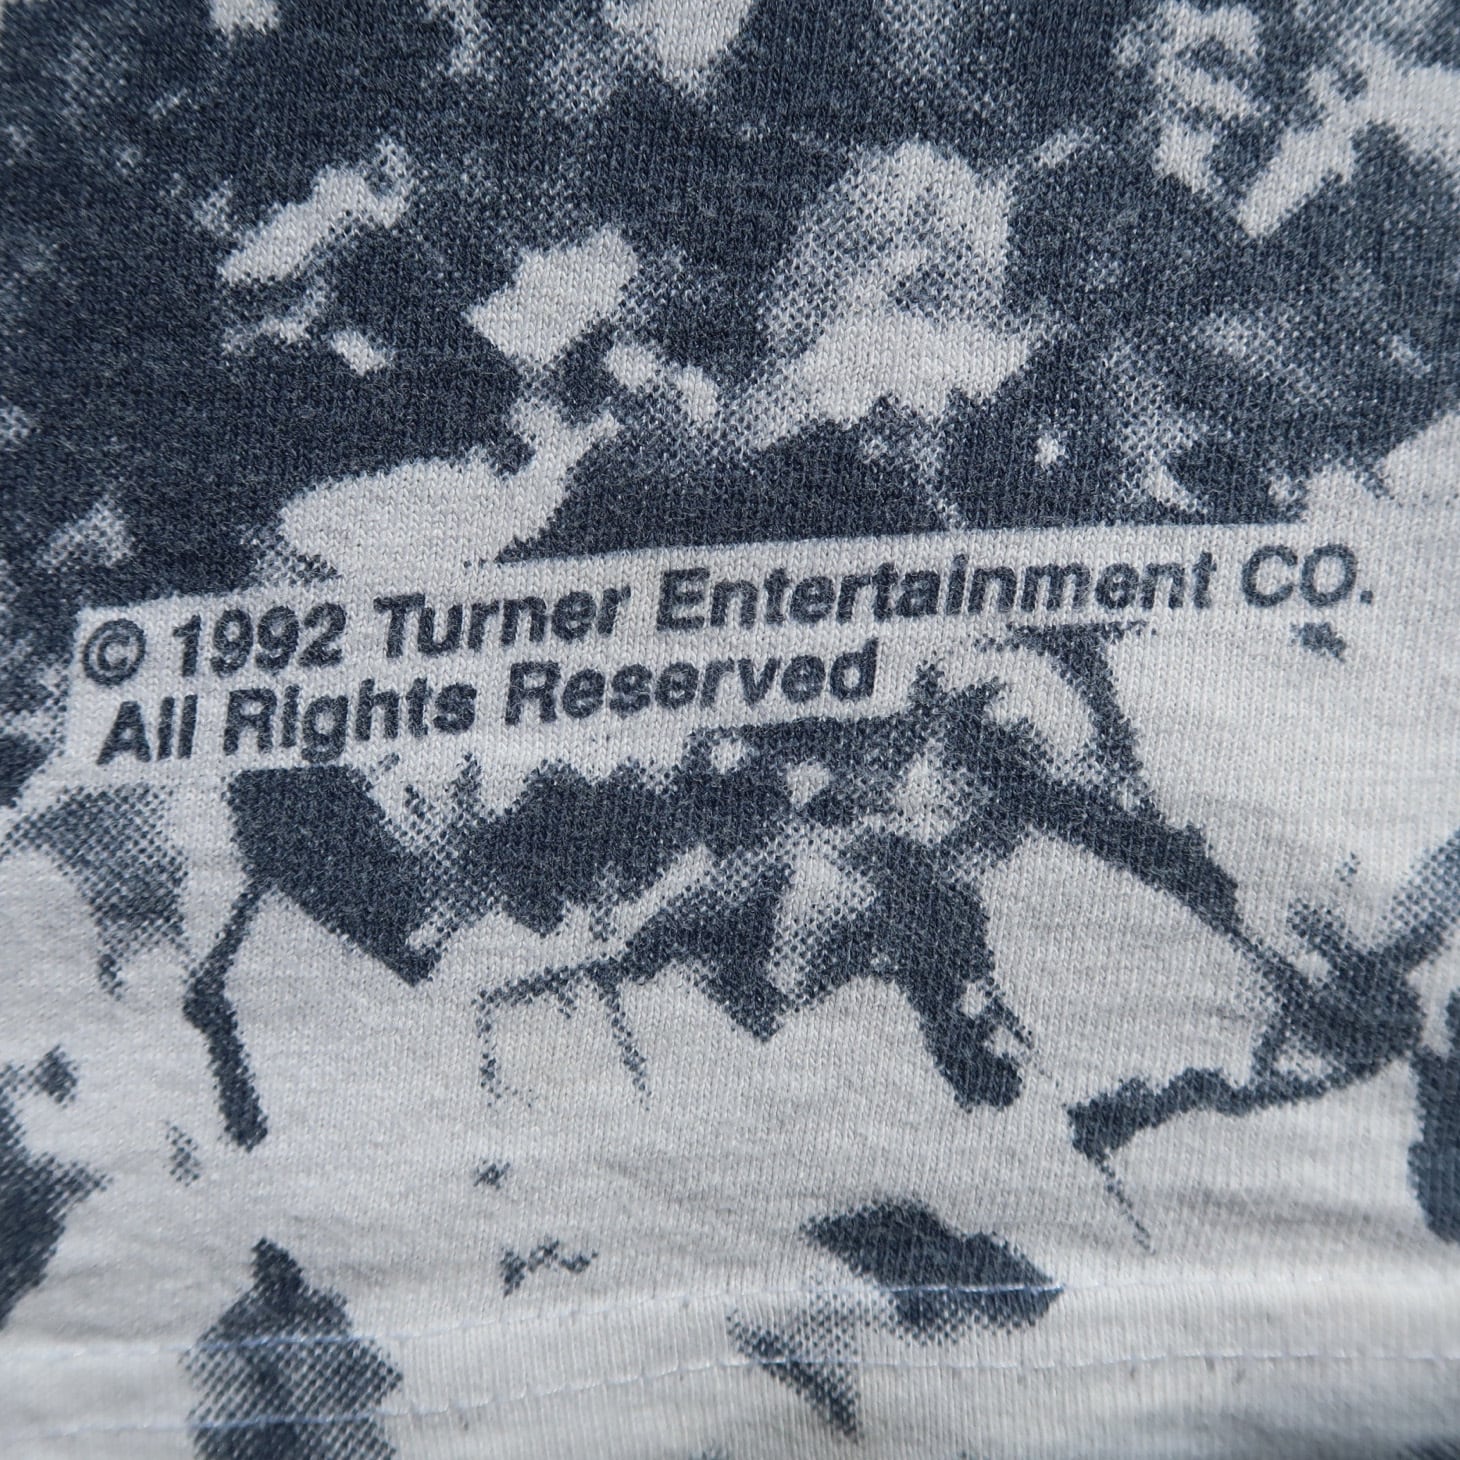 © 1992 Turner Entertainment CO.
All Rights Reserved